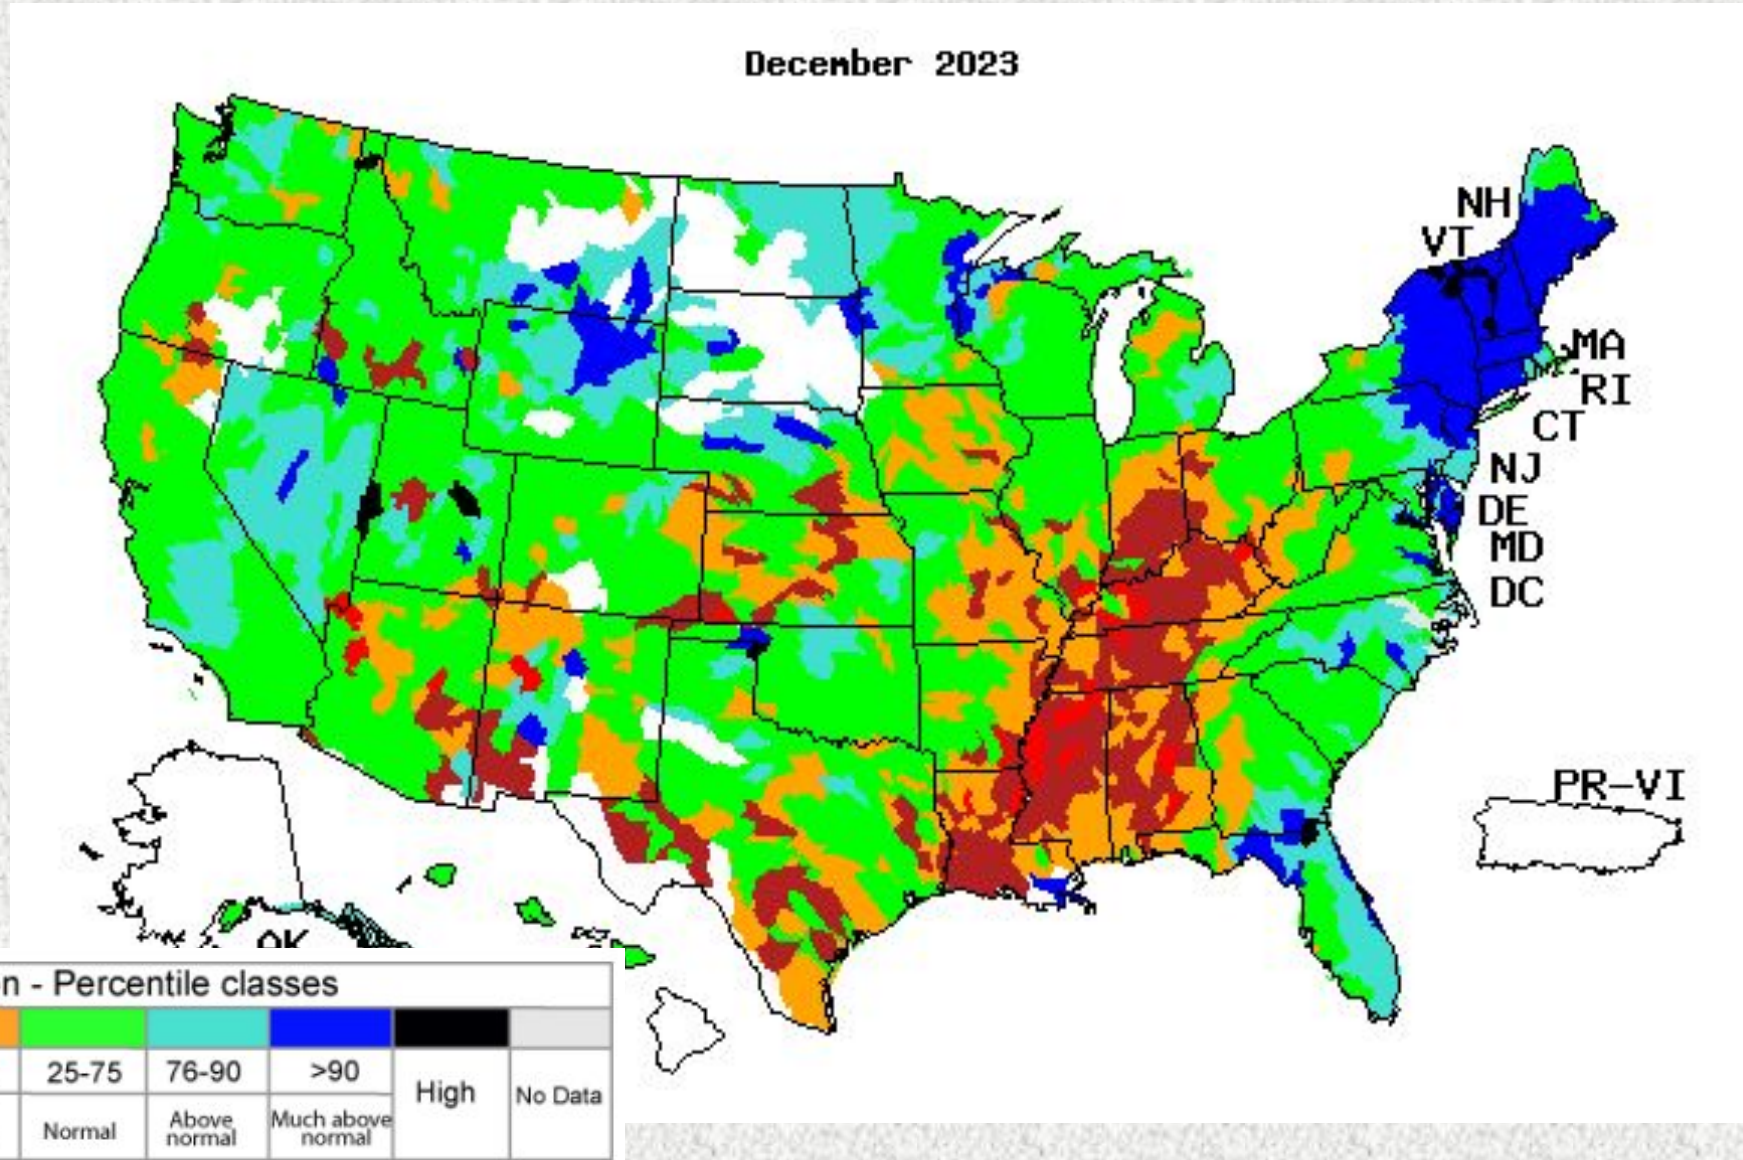 December 2023
NH
VT
MA
RI
CT
NJ
DE
MD
DC
PR-VI
- Percentile classes
25-75
76-90
>90
High
No Data
Normal
Above normal
Much above normal